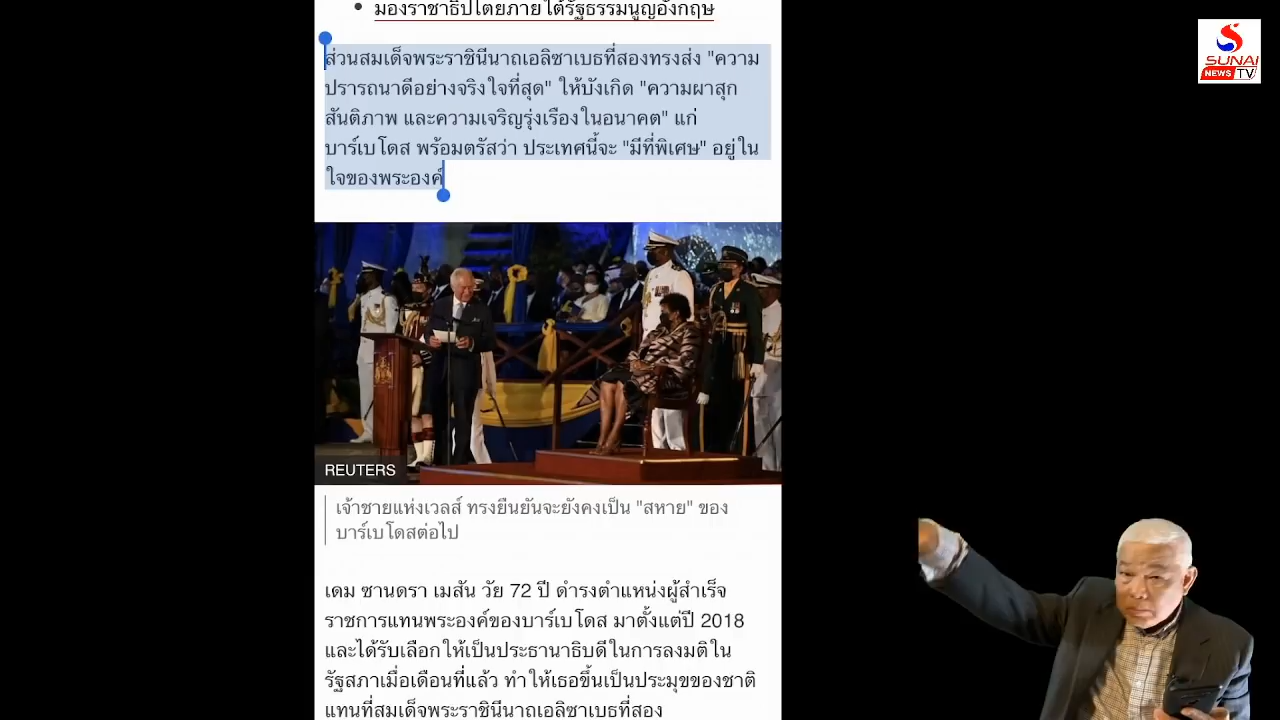 มองราชาธิปไตยภายใต้รัฐธรรมนูญอังกฤษ
ส่วนสมเด็จพระราชินีนาถเอลิซาเบธที่สองทรงส่ง "ความ
ปรารถนาดีอย่างจริงใจที่สุด" ให้บังเกิด "ความผาสุก
สันติภาพ และความเจริญรุ่งเรืองในอนาคต" แก่
บาร์เบโดส พร้อมตรัสว่า ประเทศนี้จะ "มีที่พิเศษ" อยู่ใน
ใจของพระองค์
REUTERS
เจ้าชายแห่งเวลส์ ทรงยืนยันจะยังคงเป็น "สหาย" ของ
บาร์เบโดสต่อไป
เดม ซานดรา เมสัน วัย 72 ปี ดำรงตำแหน่งผู้สำเร็จ
ราชการแทนพระองค์ของบาร์เบโดส มาตั้งแต่ปี 2018
และได้รับเลือกให้เป็นประธานาธิบดีในการลงมติใน
รัฐสภาเมื่อเดือนที่แล้ว ทำให้เธอขึ้นเป็นประมุขของชาติ
แทนที่สมเด็จพระราชินีนาถเอลิซาเบธที่สอง
SUNAI
NEWS TV